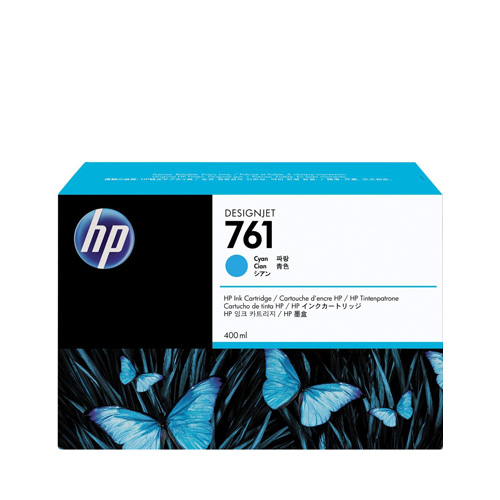 hp
DESIGNJET
761
Cyan 파랑
Cian 青色
シアン
HP Ink Cartridge / Cartouche d'encre HP / HP Tintenpatrone
Cartucho de tinta HP / HP インクカートリッジ
HP 잉크 카트리지 / HP 墨盒
400 ml